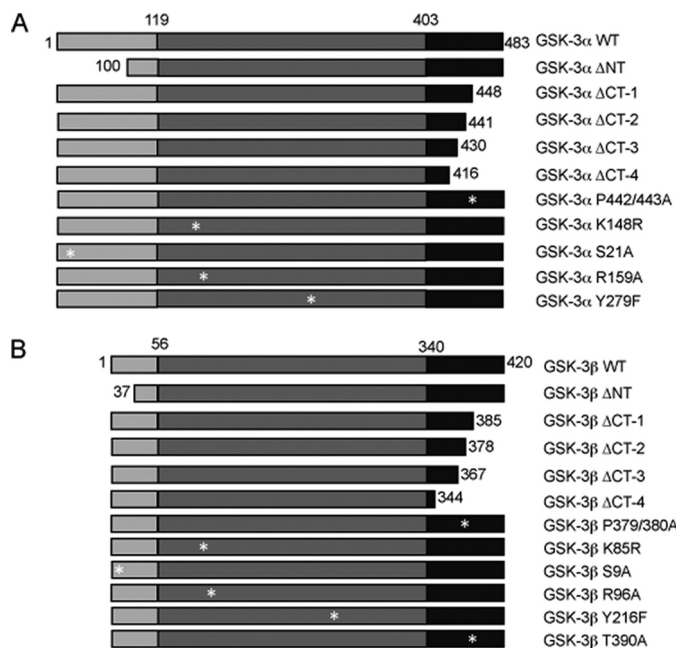 A
119 403
1 483 GSK-3α WT
100 GSK-3α ΔNT
448 GSK-3α ΔCT-1
441 GSK-3α ΔCT-2
430 GSK-3α ΔCT-3
416 GSK-3α ΔCT-4
* GSK-3α P442/443A
* GSK-3α K148R
* GSK-3α S21A
* GSK-3α R159A
* GSK-3α Y279F
B
56 340
1 420 GSK-3β WT
37 GSK-3β ΔNT
385 GSK-3β ΔCT-1
378 GSK-3β ΔCT-2
367 GSK-3β ΔCT-3
344 GSK-3β ΔCT-4
* GSK-3β P379/380A
* GSK-3β K85R
* GSK-3β S9A
* GSK-3β R96A
* GSK-3β Y216F
* GSK-3β T390A